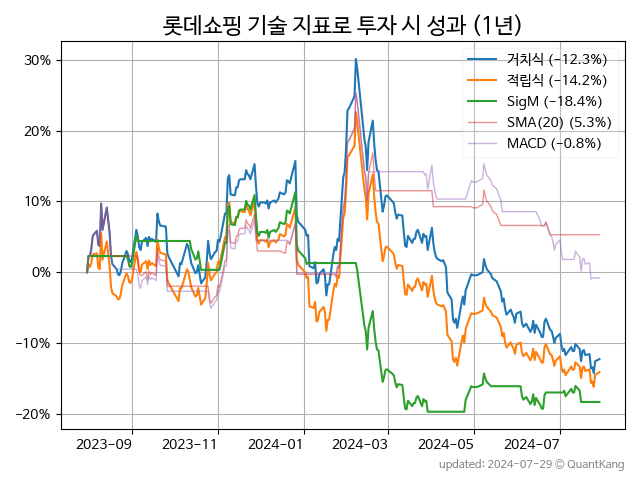 롯데쇼핑 기술 지표로 투자 시 성과 (1년)
30%
20%
10%
0%
−10%
−20%
거치식 (−12.3%)
적립식 (−14.2%)
SigM (−18.4%)
SMA(20) (5.3%)
MACD (−0.8%)
2023-09 2023-11 2024-01 2024-03 2024-05 2024-07
updated: 2024-07-29 © QuantKang